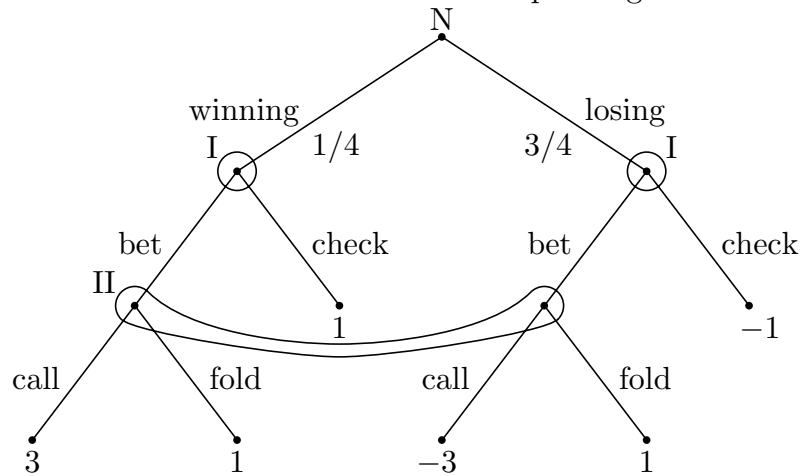 N
winning losing
I 1/4 3/4 I
bet check bet check
II
1 −1
call fold call fold
3 1 −3 1